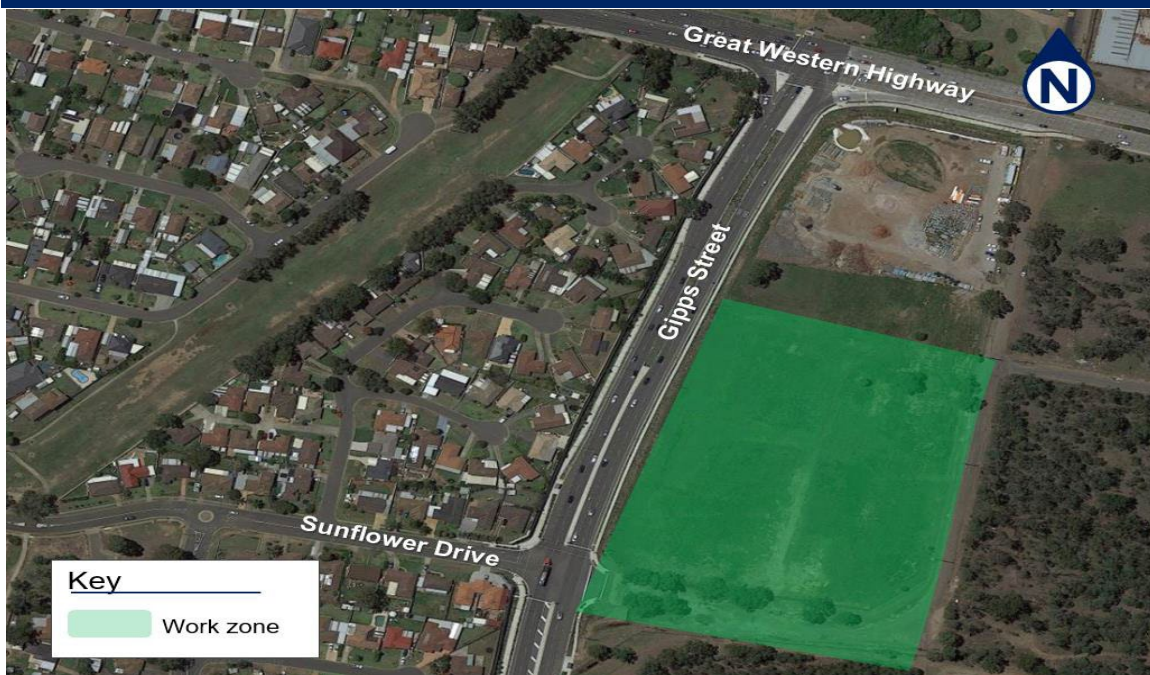 Great Western Highway
N
Gipps Street
Sunflower Drive
Key
Work zone